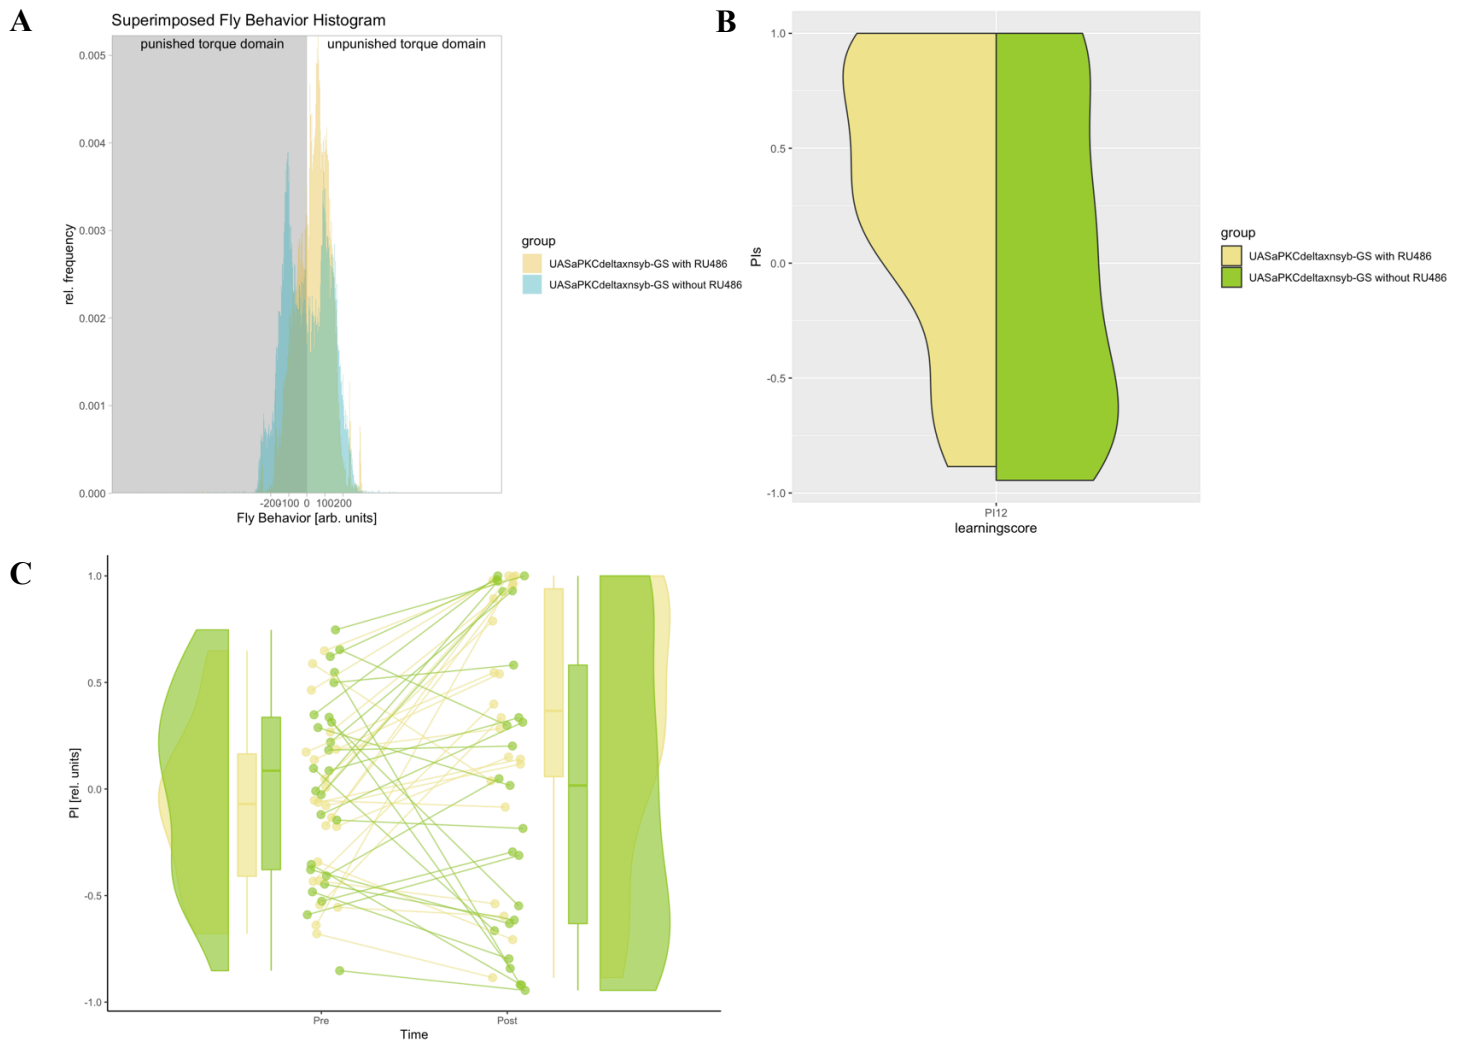 A
Superimposed Fly Behavior Histogram
punished torque domain
unpunished torque domain
0.005
0.004
0.003
0.002
0.001
0.000
rel. frequency
-200-100 0 100200
Fly Behavior [arb. units]
group
UASaPKCdeltaxnsyb-GS with RU486
UASaPKCdeltaxnsyb-GS without RU486
B
1.0
0.5
0.0
-0.5
-1.0
PIs
PI12
learningscore
group
UASaPKCdeltaxnsyb-GS with RU486
UASaPKCdeltaxnsyb-GS without RU486
C
1.0
0.5
0.0
-0.5
-1.0
PI [rel. units]
Pre
Post
Time